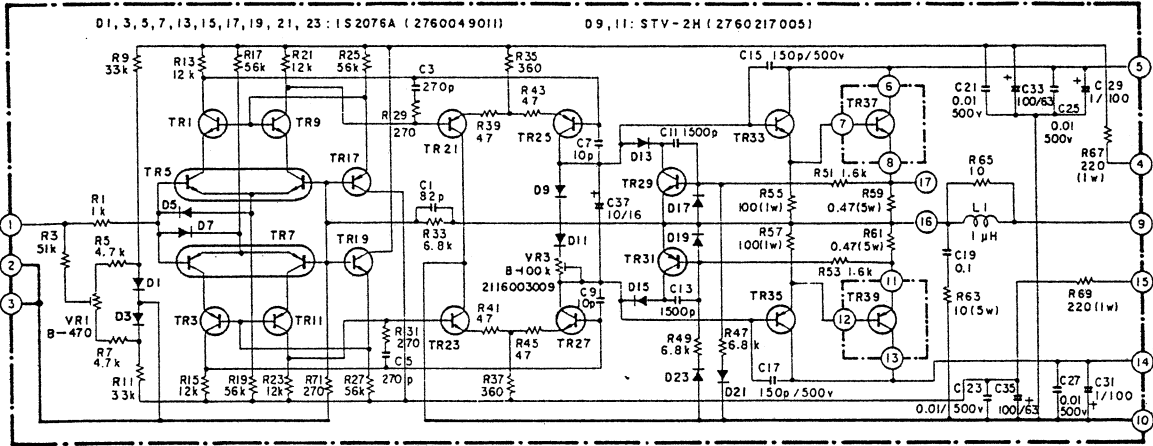 D1, 3, 5, 7, 13, 15, 17, 19, 21, 23 : 1S2076A (2760049011)
D9, 11: STV-2H (2760217005)
R9
33k
R13
12k
R17
56k
R21
12k
R25
56k
C3
270p
R35
360
R43
47
C15 150p/500v
C21
0.01
500v
C33
100/63
C25
0.01
500v
C29
1/100
5
6
TR37
7
8
TR1
TR9
R29
270
TR21
R39
47
TR25
C7
10p
C11 1500p
D13
TR33
R67
220
(1w)
4
TR5
TR17
C1
82p
D9
C37
10/16
TR29
D17
R51 1.6k
R55
100(1w)
R59
0.47(5w)
17
R65
10
R1
1k
D5
D7
1
R3
51k
R5
4.7k
TR7
R33
6.8k
D11
D19
R57
100(1w)
R61
0.47(5w)
16
L1
1μH
9
2
3
TR19
VR3
B-100k
2116003009
TR31
R53 1.6k
C19
0.1
11
15
D1
D3
VR1
B-470
TR3
TR11
R31
270
C5
270p
TR23
R41
47
R45
47
C9
10p
TR27
D15
C13
1500p
TR35
TR39
12
13
R63
10(5w)
R69
220(1w)
R7
4.7k
R11
33k
R15
12k
R19
56k
R23
12k
R71
270
R27
56k
R37
360
R49
6.8k
R47
6.8k
D23
D21
C17
150p/500v
C23
0.01/500v
C35
100/63
C27
0.01
500v
C31
1/100
14
10